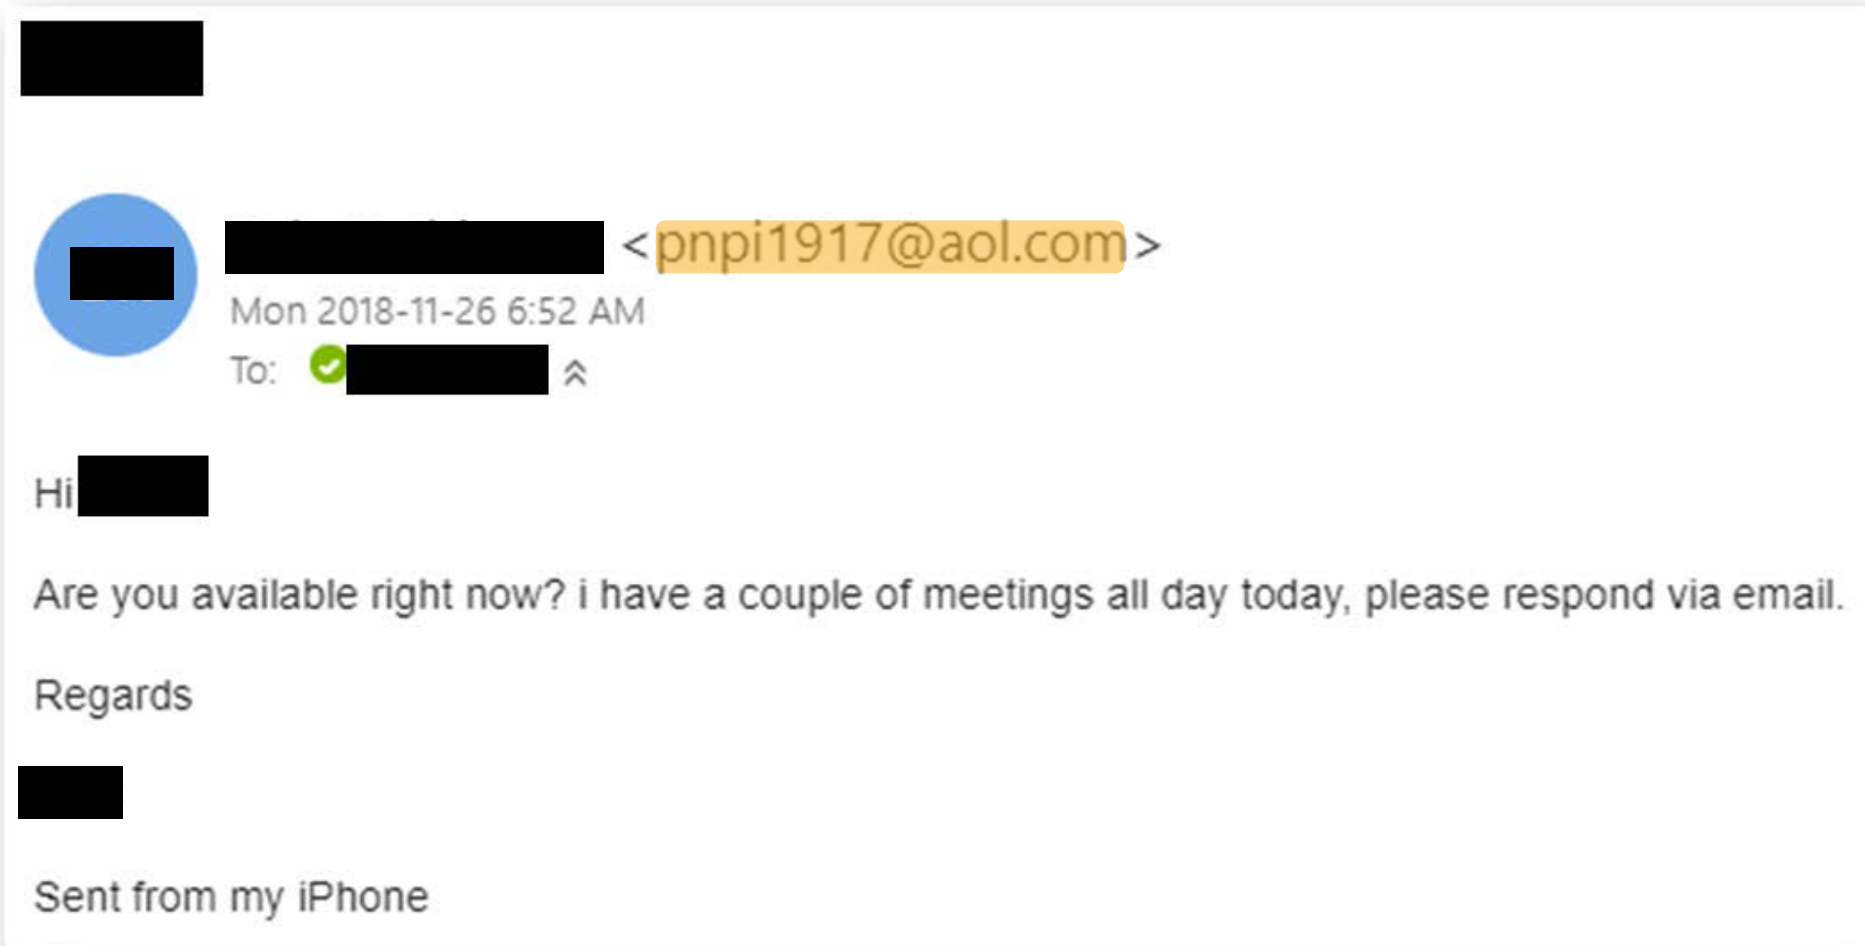 <pnpi1917@aol.com>
Mon 2018-11-26 6:52 AM
To:
Hi
Are you available right now? i have a couple of meetings all day today, please respond via email.
Regards
Sent from my iPhone